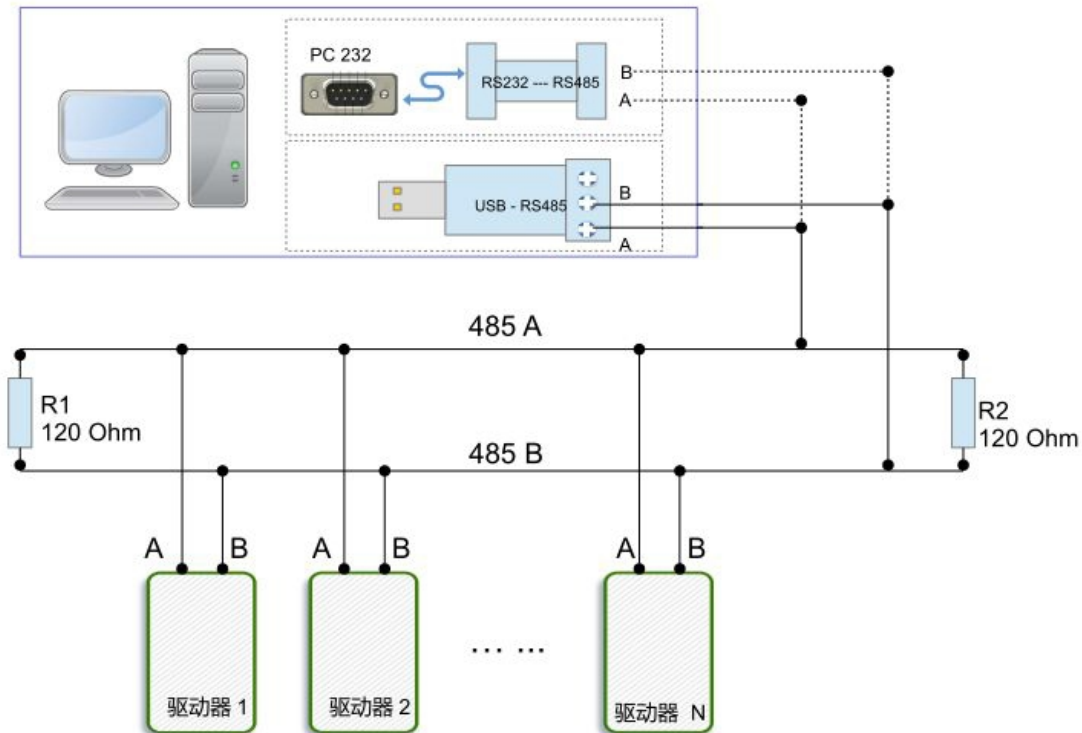 PC 232
RS232 --- RS485
B
A
USB - RS485
B
A
485 A
R1
120 Ohm
R2
120 Ohm
485 B
A B A B A B
驱动器 1 驱动器 2 … … 驱动器 N